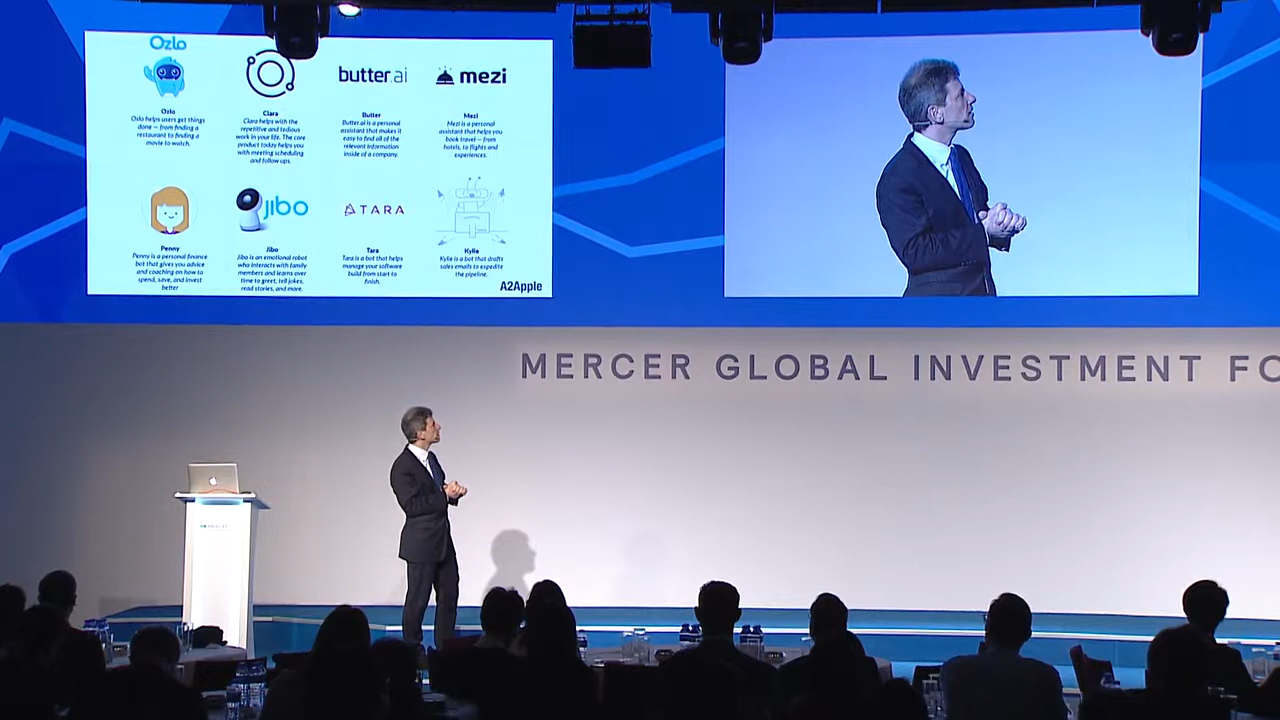 Ozlo
butter.ai
mezi
Ozlo
Ozlo helps users get things
done — from finding a
restaurant to finding a
movie to watch.
Clara
Clara helps with the
repetitive and tedious
work in your life. The core
product today helps you
with meeting scheduling
and follow ups.
Butter
Butter.ai is a personal
assistant that makes it
easy to find all of the
relevant information
inside of a company.
Mezi
Mezi is a personal
assistant that helps you
book travel — from
hotels, to flights and
experiences.
jibo
TARA
Penny
Penny is a personal finance
bot that gives you advice
and coaching on how to
spend, save, and invest
better
Jibo
Jibo is an emotional robot
who interacts with family
members and learns over
time to greet, tell jokes,
read stories, and more.
Tara
Tara is a bot that helps
manage your software
build from start to
finish.
Kylie
Kylie is a bot that drafts
sales emails to expedite
the pipeline.
A2Apple
MERCER GLOBAL INVESTMENT FO